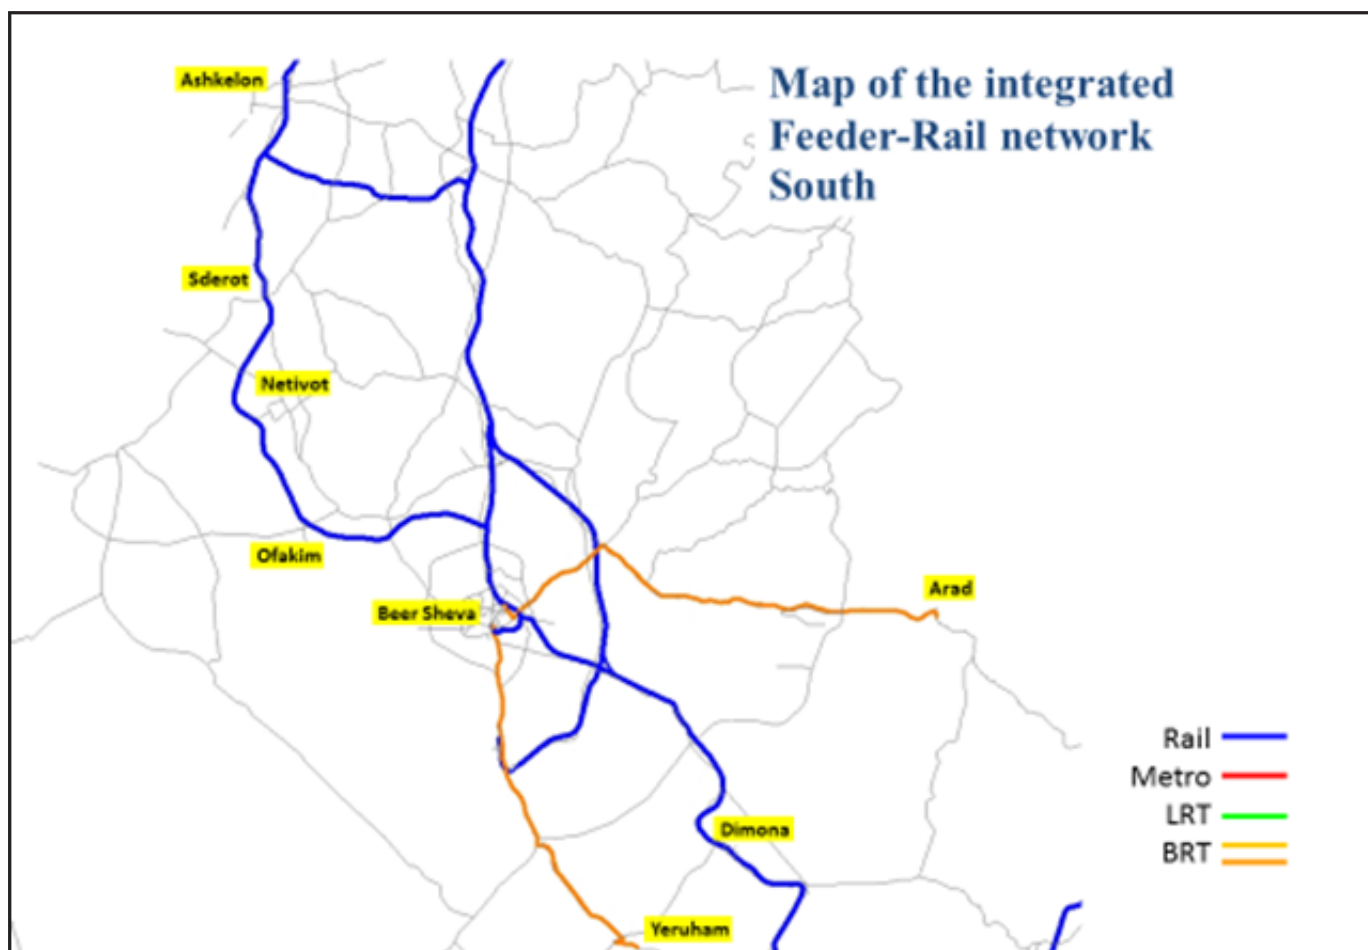 Ashkelon
Map of the integrated
Feeder-Rail network
South
Sderot
Netivot
Ofakim
Arad
Beer Sheva
Rail
Metro
LRT
BRT
Dimona
Yeruham